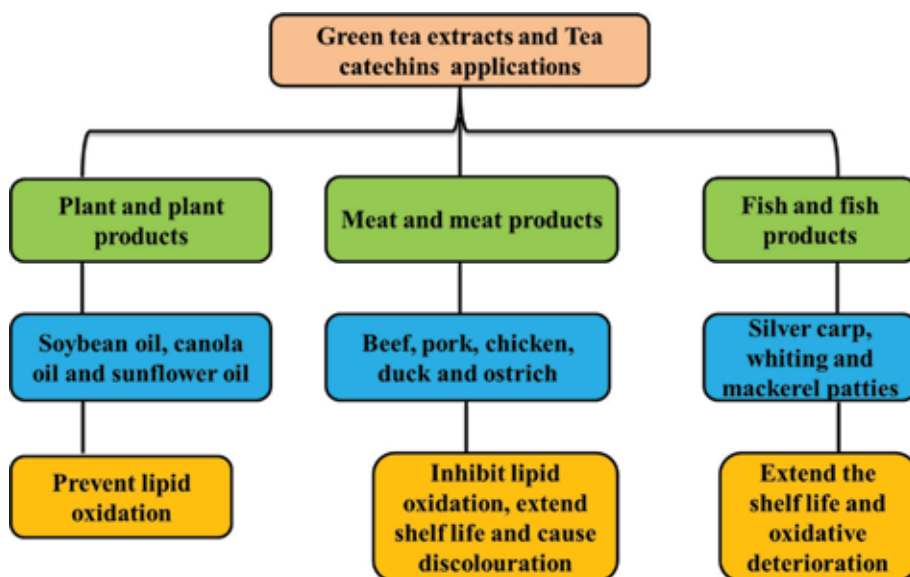 Green tea extracts and Tea
catechins applications
Plant and plant
products
Meat and meat products
Fish and fish
products
Soybean oil, canola
oil and sunflower oil
Beef, pork, chicken,
duck and ostrich
Silver carp,
whiting and
mackerel patties
Prevent lipid
oxidation
Inhibit lipid
oxidation, extend
shelf life and cause
discolouration
Extend the
shelf life and
oxidative
deterioration